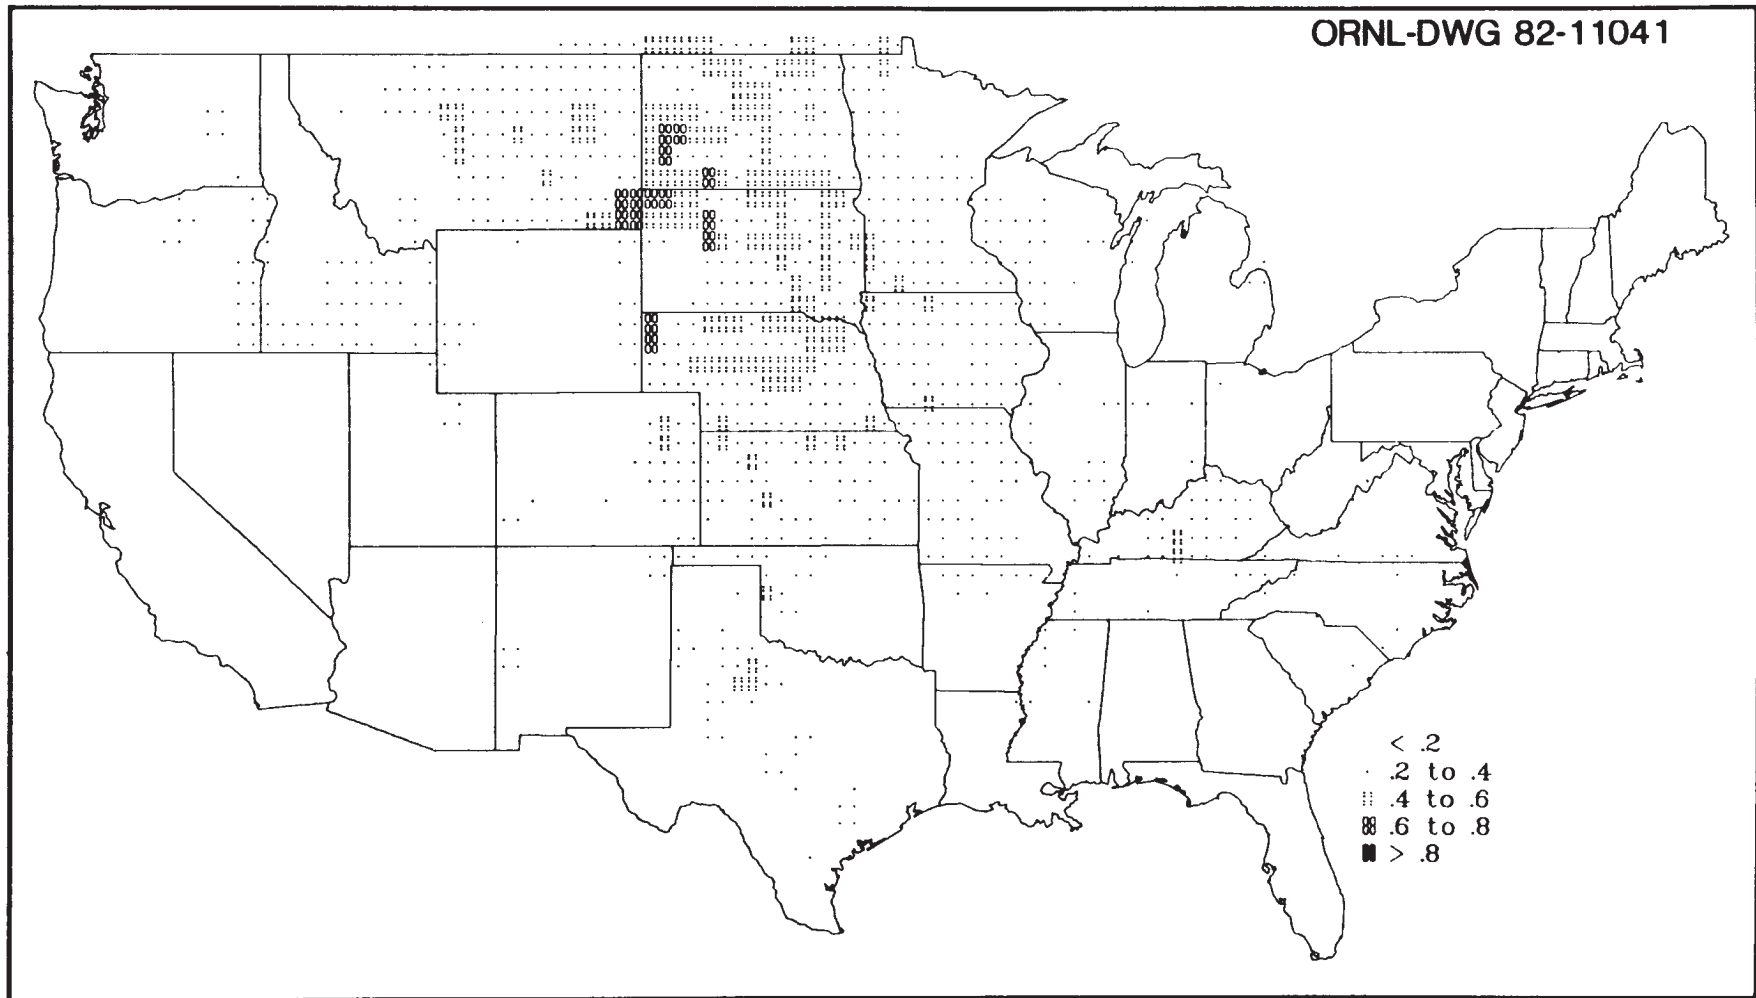 ORNL-DWG 82-11041
< .2
.2 to .4
.4 to .6
.6 to .8
> .8